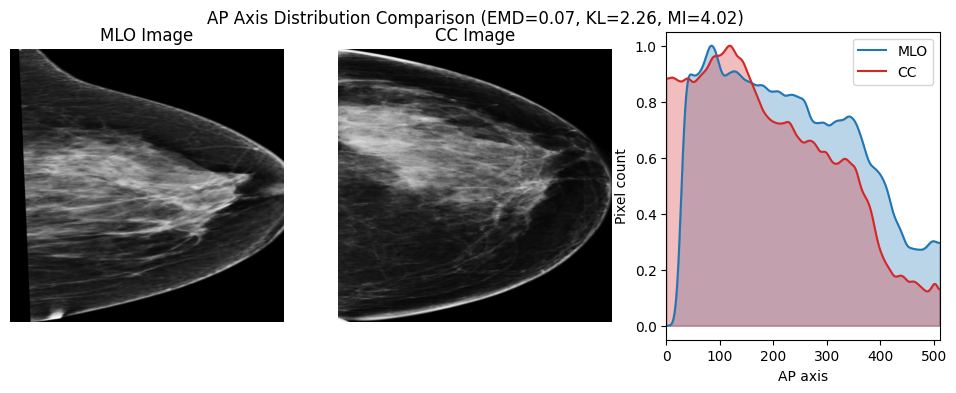 AP Axis Distribution Comparison (EMD=0.07, KL=2.26, MI=4.02)
MLO Image
CC Image
MLO
CC
Pixel count
1.0
0.8
0.6
0.4
0.2
0.0
0 100 200 300 400 500
AP axis